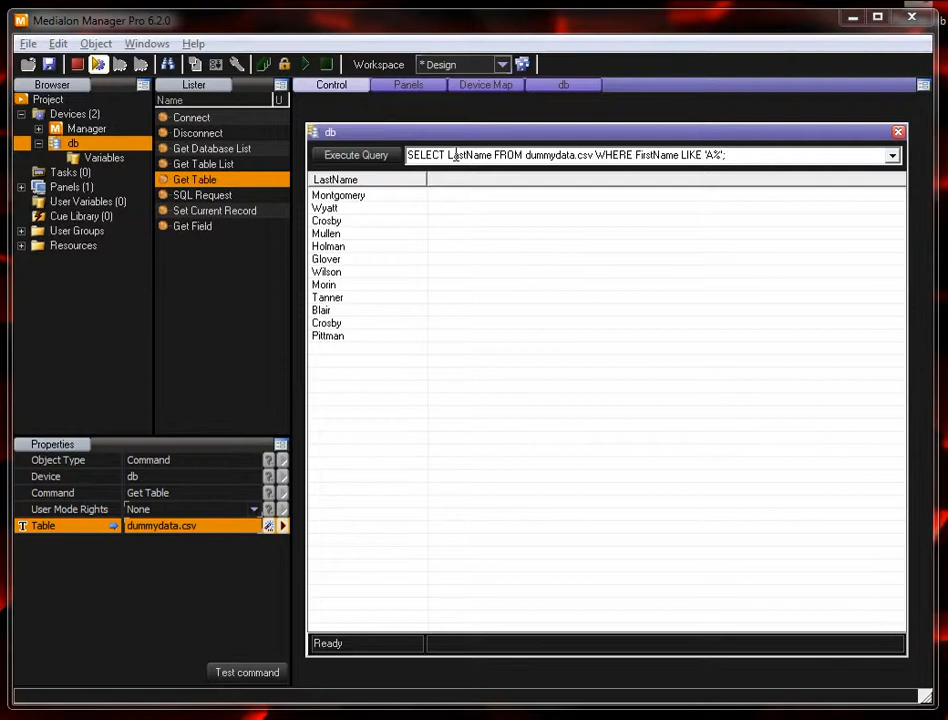 Medialon Manager Pro 6.2.0
File Edit Object Windows Help
Workspace * Design
Browser
Project
Devices (2)
Manager
db
Variables
Tasks (0)
Panels (1)
User Variables (0)
Cue Library (0)
User Groups
Resources
Lister
Name U
Connect
Disconnect
Get Database List
Get Table List
Get Table
SQL Request
Set Current Record
Get Field
Control Panels Device Map db
db
Execute Query SELECT LastName FROM dummydata.csv WHERE FirstName LIKE 'A%';
LastName
Montgomery
Wyatt
Crosby
Mullen
Holman
Glover
Wilson
Morin
Tanner
Blair
Crosby
Pittman
Ready
Properties
Object Type Command
Device db
Command Get Table
User Mode Rights None
T Table dummydata.csv
Test command